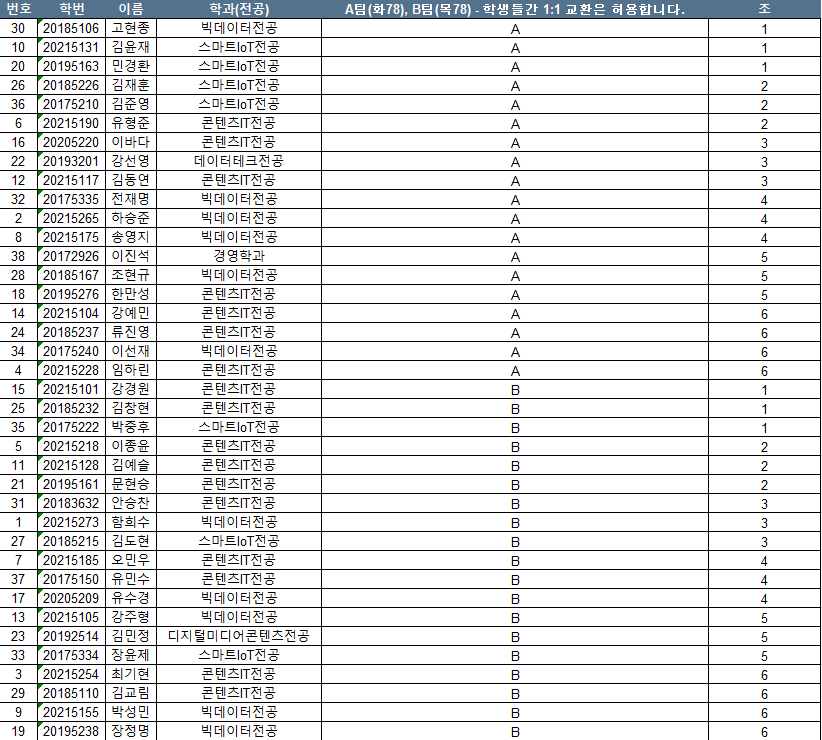 번호 학번 이름 학과(전공) A팀(화78), B팀(목78) - 학생들간 1:1 교환은 허용합니다. 조
30 20185106 고현종 빅데이터전공 A 1
10 20215131 김윤재 스마트IoT전공 A 1
20 20195163 민경환 스마트IoT전공 A 1
26 20185226 김재훈 스마트IoT전공 A 2
36 20175210 김준영 스마트IoT전공 A 2
6 20215190 유형준 콘텐츠IT전공 A 2
16 20205220 이바다 콘텐츠IT전공 A 3
22 20193201 강선영 데이터테크전공 A 3
12 20215117 김동연 콘텐츠IT전공 A 3
32 20175335 전재명 빅데이터전공 A 4
2 20215265 하승준 빅데이터전공 A 4
8 20215175 송영지 빅데이터전공 A 4
38 20172926 이진석 경영학과 A 5
28 20185167 조현규 빅데이터전공 A 5
18 20195276 한만성 콘텐츠IT전공 A 5
14 20215104 강예민 콘텐츠IT전공 A 6
24 20185237 류진영 콘텐츠IT전공 A 6
34 20175240 이선재 빅데이터전공 A 6
4 20215228 임하린 콘텐츠IT전공 A 6
15 20215101 강경원 콘텐츠IT전공 B 1
25 20185232 김창현 콘텐츠IT전공 B 1
35 20175222 박중후 스마트IoT전공 B 1
5 20215218 이종윤 콘텐츠IT전공 B 2
11 20215128 김예슬 콘텐츠IT전공 B 2
21 20195161 문현승 콘텐츠IT전공 B 2
31 20183632 안승찬 콘텐츠IT전공 B 3
1 20215273 함희수 빅데이터전공 B 3
27 20185215 김도현 스마트IoT전공 B 3
7 20215185 오민우 콘텐츠IT전공 B 4
37 20175150 유민수 콘텐츠IT전공 B 4
17 20205209 유수경 빅데이터전공 B 4
13 20215105 강주형 빅데이터전공 B 5
23 20192514 김민정 디지털미디어콘텐츠전공 B 5
33 20175334 장윤제 스마트IoT전공 B 5
3 20215254 최기현 콘텐츠IT전공 B 6
29 20185110 김교림 콘텐츠IT전공 B 6
9 20215155 박성민 빅데이터전공 B 6
19 20195238 장정명 빅데이터전공 B 6